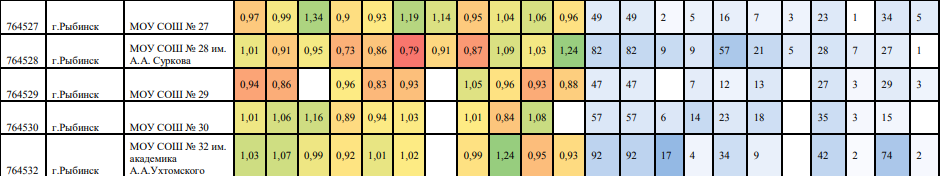 764527 г.Рыбинск МОУ СОШ № 27 0,97 0,99 1,34 0,9 0,93 1,19 1,14 0,95 1,04 1,06 0,96 49 49 2 5 16 7 3 23 1 34 5
764528 г.Рыбинск МОУ СОШ № 28 им. 1,01 0,91 0,95 0,73 0,86 0,79 0,91 0,87 1,09 1,03 1,24 82 82 9 9 57 21 5 28 7 27 1
А.А. Суркова
764529 г.Рыбинск МОУ СОШ № 29 0,94 0,86 0,96 0,83 0,93 1,05 0,96 0,93 0,88 47 47 7 12 13 27 3 29 3
764530 г.Рыбинск МОУ СОШ № 30 1,01 1,06 1,16 0,89 0,94 1,03 1,01 0,84 1,08 57 57 6 14 23 18 35 3 15
764532 г.Рыбинск МОУ СОШ № 32 им. 1,03 1,07 0,99 0,92 1,01 1,02 0,99 1,24 0,95 0,93 92 92 17 4 34 9 42 2 74 2
академика
А.А.Ухтомского